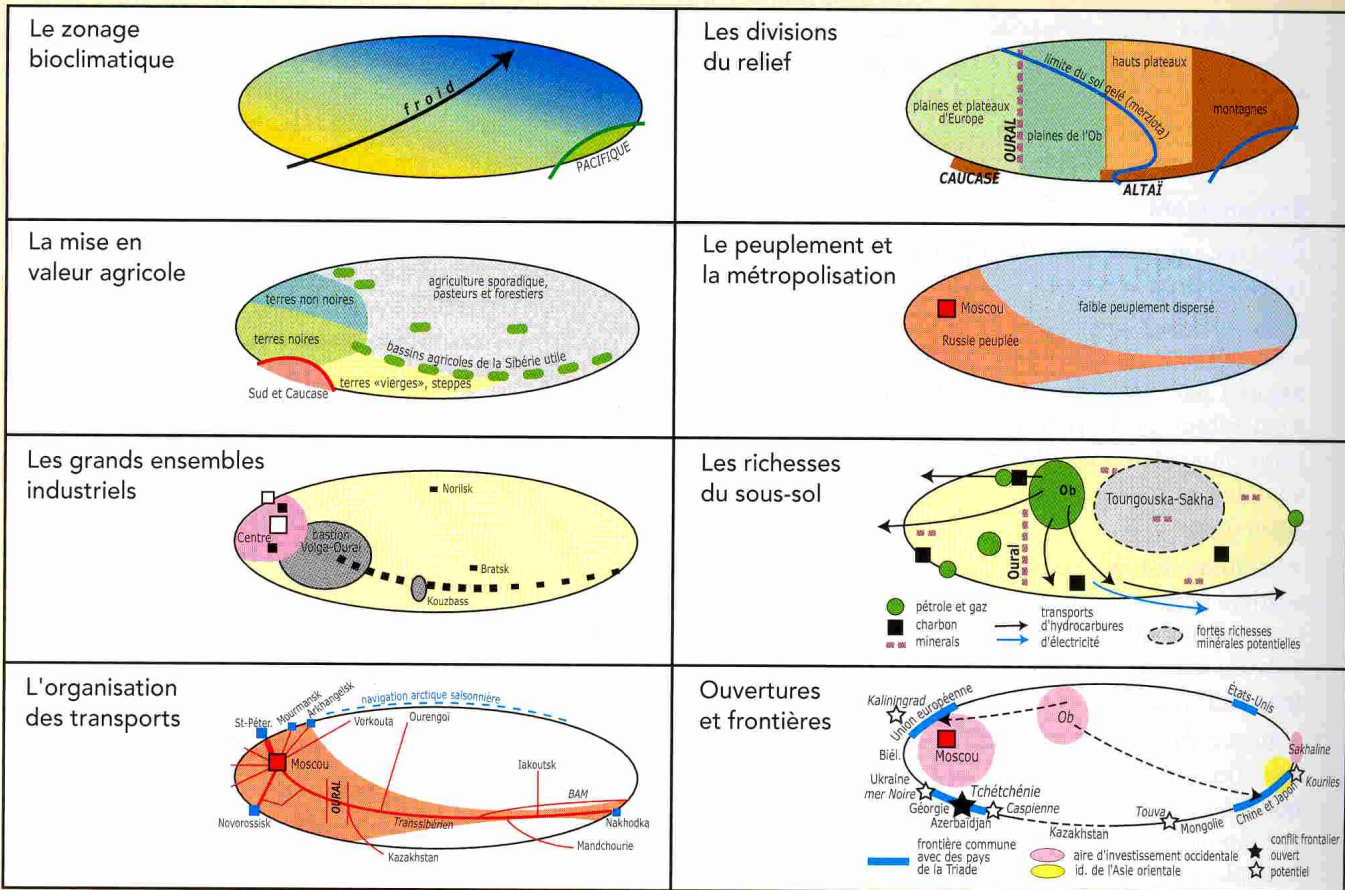 Le zonage
bioclimatique
froid
PACIFIQUE
Les divisions
du relief
limite du sol gelé (merzlota)
hauts plateaux
plaines et plateaux
d'Europe
OURAL
plaines de l'Ob
montagnes
CAUCASE
ALTAÏ
La mise en
valeur agricole
terres non noires
agriculture sporadique,
pasteurs et forestiers
terres noires
bassins agricoles de la Sibérie utile
terres «vierges», steppes
Sud et Caucase
Le peuplement et
la métropolisation
Moscou
faible peuplement dispersé
Russie peuplée
Les grands ensembles
industriels
Norilsk
Centre
bastion
Volga-Oural
Bratsk
Kouzbass
Les richesses
du sous-sol
Ob
Toungouska-Sakha
Oural
pétrole et gaz
charbon
minerais
transports
d'hydrocarbures
d'électricité
fortes richesses
minérales potentielles
L'organisation
des transports
St-Péter.
Mourmansk
Arkhangelsk
navigation arctique saisonnière
Vorkouta
Ourengoï
Moscou
Iakoutsk
OURAL
BAM
Transsibérien
Novorossisk
Nakhodka
Kazakhstan
Mandchourie
Ouvertures
et frontières
Kaliningrad
Union européenne
États-Unis
Ob
Biél.
Moscou
Sakhaline
Ukraine
mer Noire
Tchétchénie
Kouriles
Géorgie
Caspienne
Chine et Japon
Azerbaïdjan
Touva
Kazakhstan
Mongolie
frontière commune
avec des pays
de la Triade
aire d'investissement occidentale
id. de l'Asie orientale
conflit frontalier
ouvert
potentiel